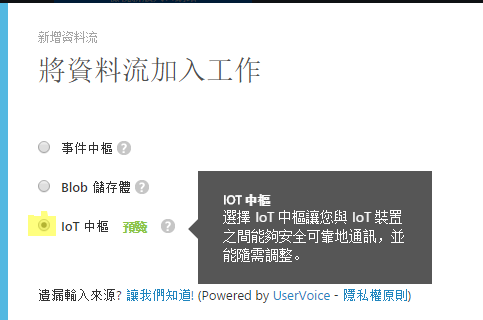 新增資料流
將資料流加入工作
事件中樞 ?
Blob 儲存體 ?
IoT 中樞 預覽 ?
IOT 中樞
選擇 IoT 中樞讓您與 IoT 裝置
之間能夠安全可靠地通訊，並
能隨需調整。
遺漏輸入來源? 讓我們知道! (Powered by UserVoice - 隱私權原則)